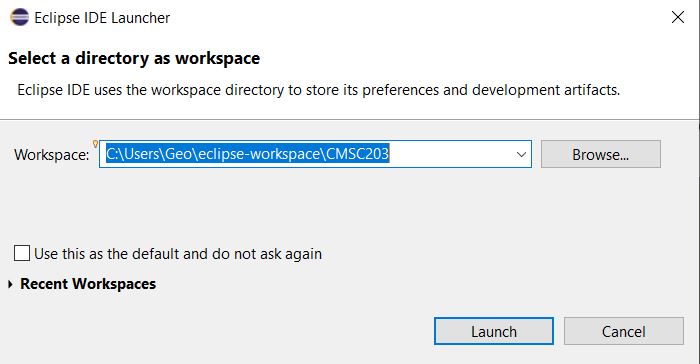 Eclipse IDE Launcher
Select a directory as workspace
Eclipse IDE uses the workspace directory to store its preferences and development artifacts.
Workspace: C:\Users\Geo\eclipse-workspace\CMSC203 Browse...
Use this as the default and do not ask again
Recent Workspaces
Launch Cancel